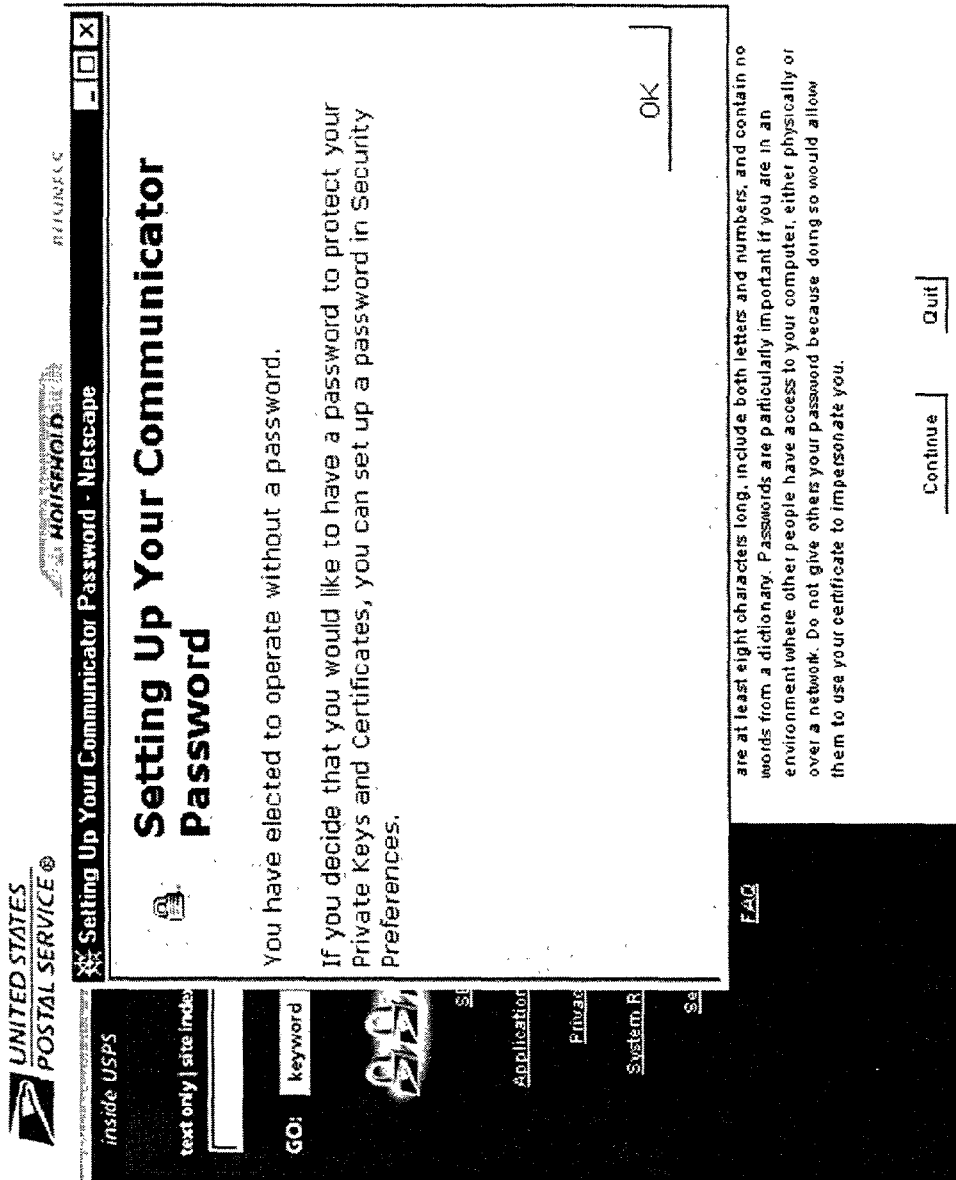 UNITED STATES
POSTAL SERVICE ®
HOUSEHOLD
inside USPS
text only | site index
GO:
keyword
Application
Privac
System R
Se
FAQ
Setting Up Your Communicator Password - Netscape
Setting Up Your Communicator
Password
You have elected to operate without a password.
If you decide that you would like to have a password to protect your
Private Keys and Certificates, you can set up a password in Security
Preferences.
OK
are at least eight characters long, include both letters and numbers, and contain no
words from a dictionary. Passwords are particularly important if you are in an
environment where other people have access to your computer, either physically or
over a network. Do not give others your password because doing so would allow
them to use your certificate to impersonate you.
Continue
Quit